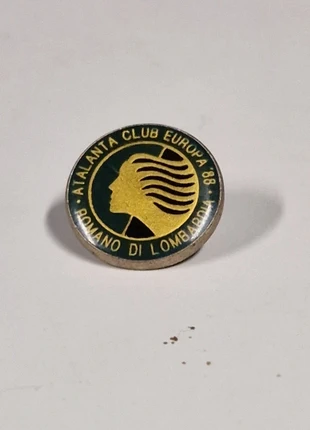 · ATALANTA CLUB EUROPA '88 ·
ROMANO DI LOMBARDIA